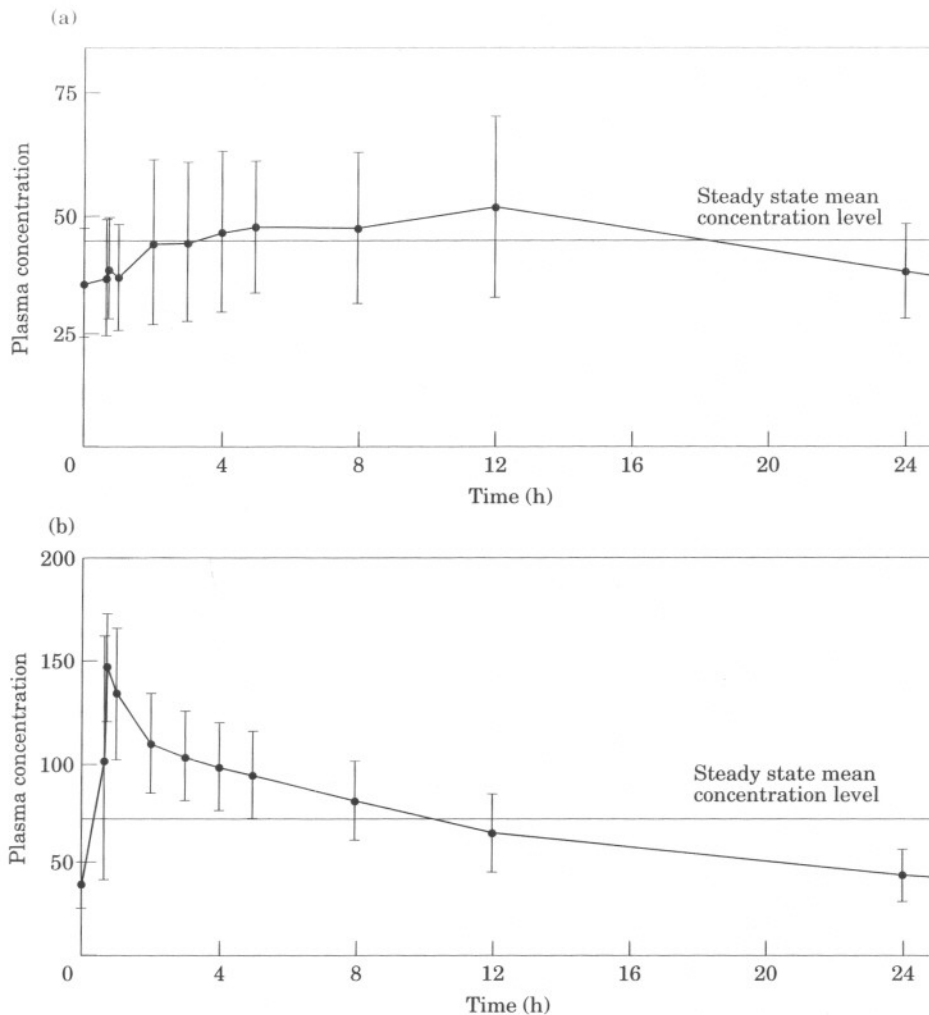 (a)
75
50
25
Plasma concentration
Steady state mean
concentration level
0 4 8 12 16 20 24
Time (h)
(b)
200
150
100
50
Plasma concentration
Steady state mean
concentration level
0 4 8 12 16 20 24
Time (h)